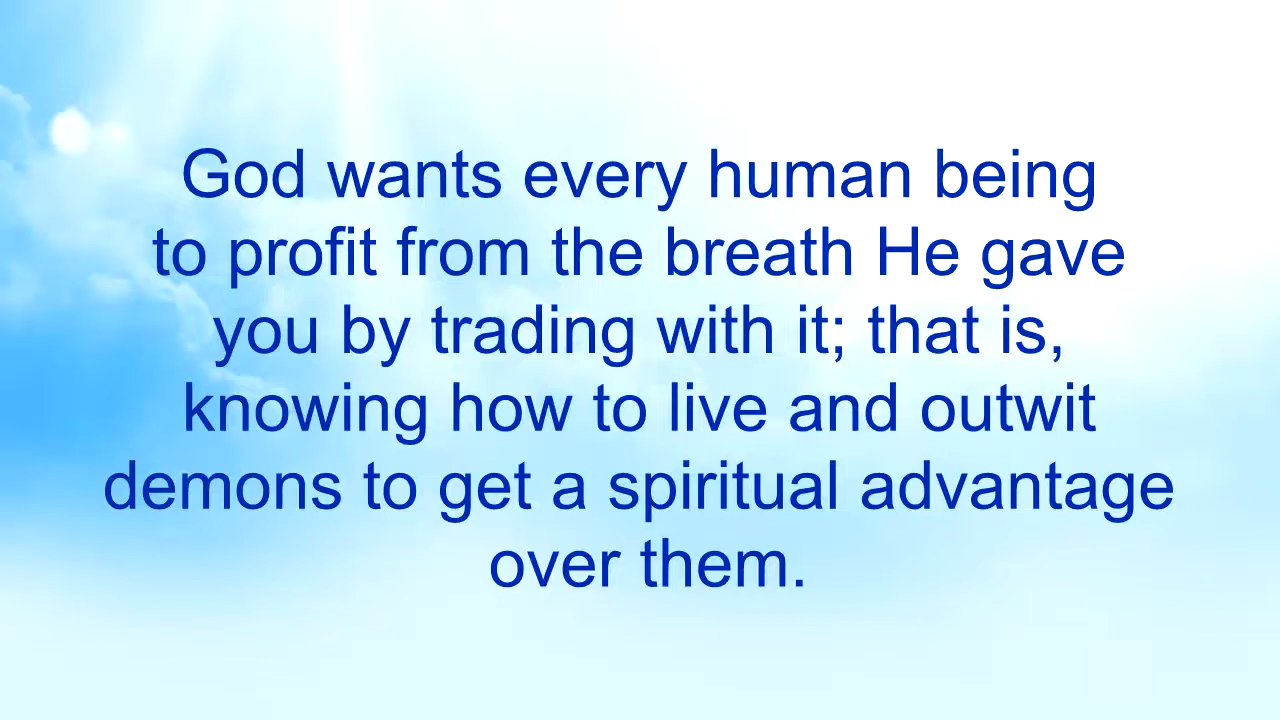 God wants every human being
to profit from the breath He gave
you by trading with it; that is,
knowing how to live and outwit
demons to get a spiritual advantage
over them.